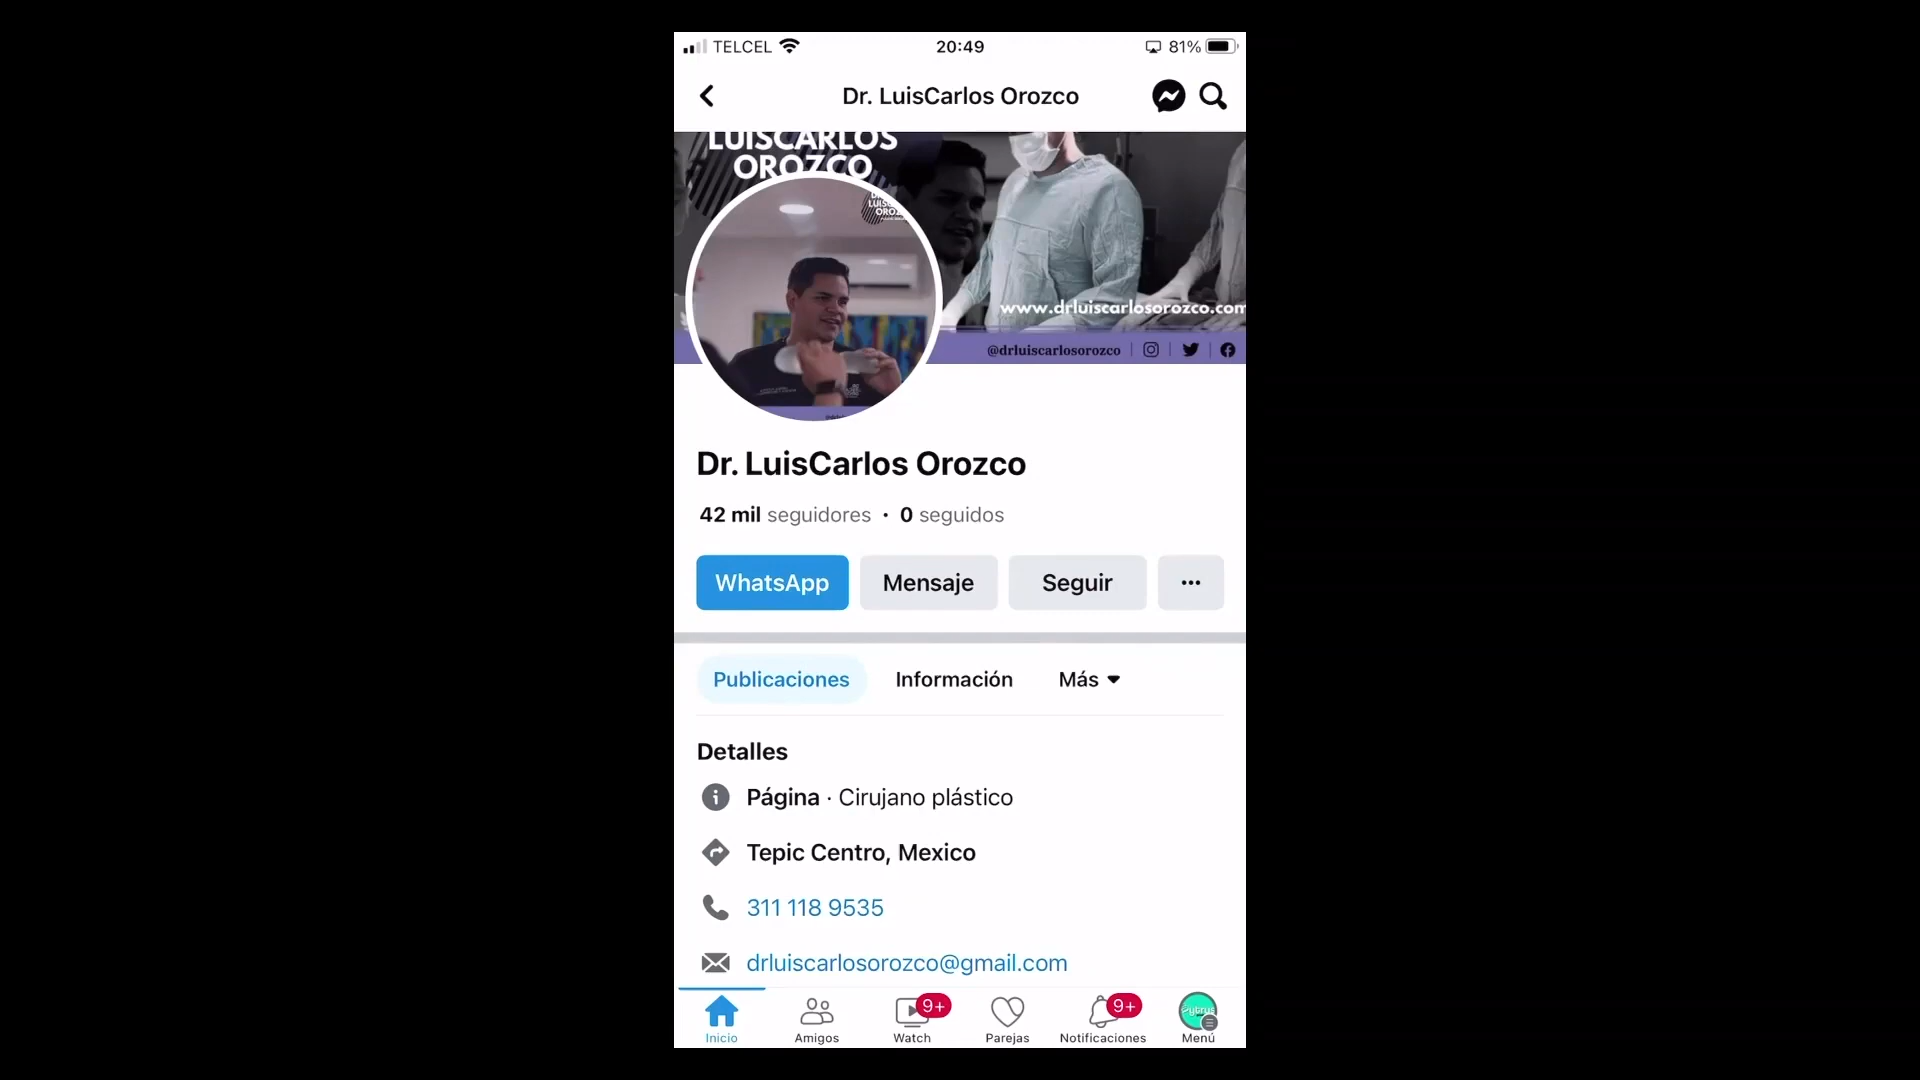 TELCEL 20:49 81%
Dr. LuisCarlos Orozco
LUISCARLOS
OROZCO
www.drluiscarlosorozco.com
@drluiscarlosorozco
Dr. LuisCarlos Orozco
42 mil seguidores · 0 seguidos
WhatsApp Mensaje Seguir ...
Publicaciones Información Más
Detalles
Página · Cirujano plástico
Tepic Centro, Mexico
311 118 9535
drluiscarlosorozco@gmail.com
9+ 9+
Inicio Amigos Watch Parejas Notificaciones Menú